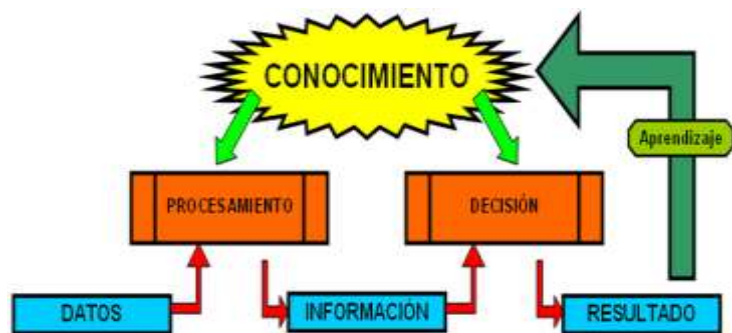 CONOCIMIENTO
Aprendizaje
PROCESAMIENTO
DECISIÓN
DATOS
INFORMACIÓN
RESULTADO